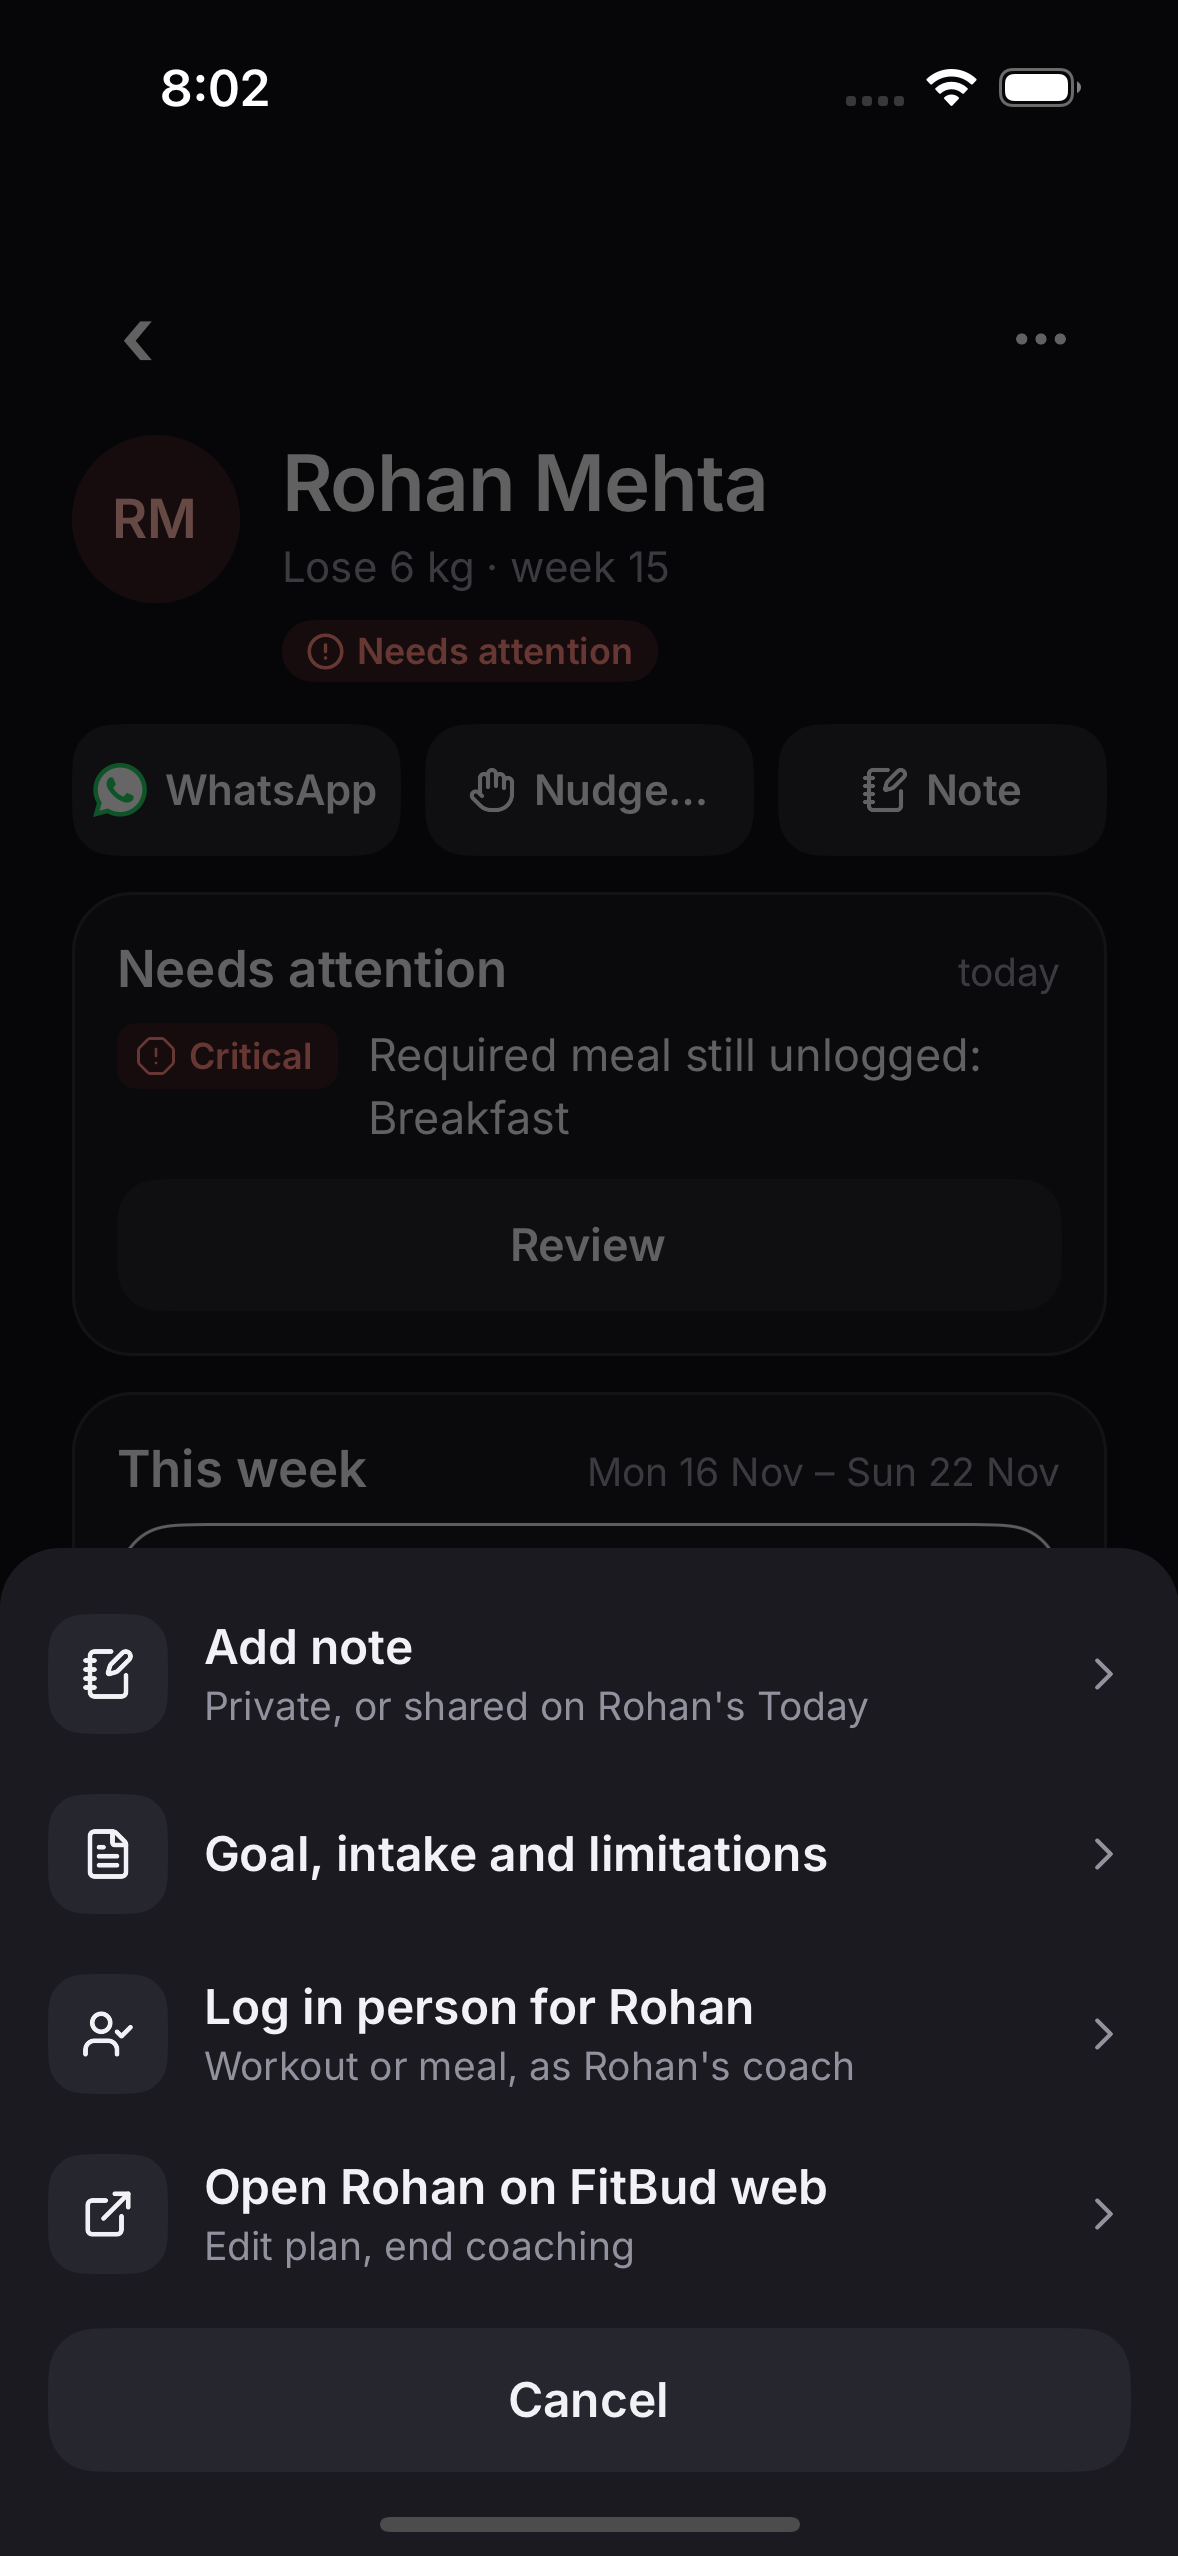 8:02
RM
Rohan Mehta
Lose 6 kg · week 15
Needs attention
WhatsApp
Nudge...
Note
Needs attention
today
Critical
Required meal still unlogged:
Breakfast
Review
This week
Mon 16 Nov – Sun 22 Nov
Add note
Private, or shared on Rohan's Today
Goal, intake and limitations
Log in person for Rohan
Workout or meal, as Rohan's coach
Open Rohan on FitBud web
Edit plan, end coaching
Cancel